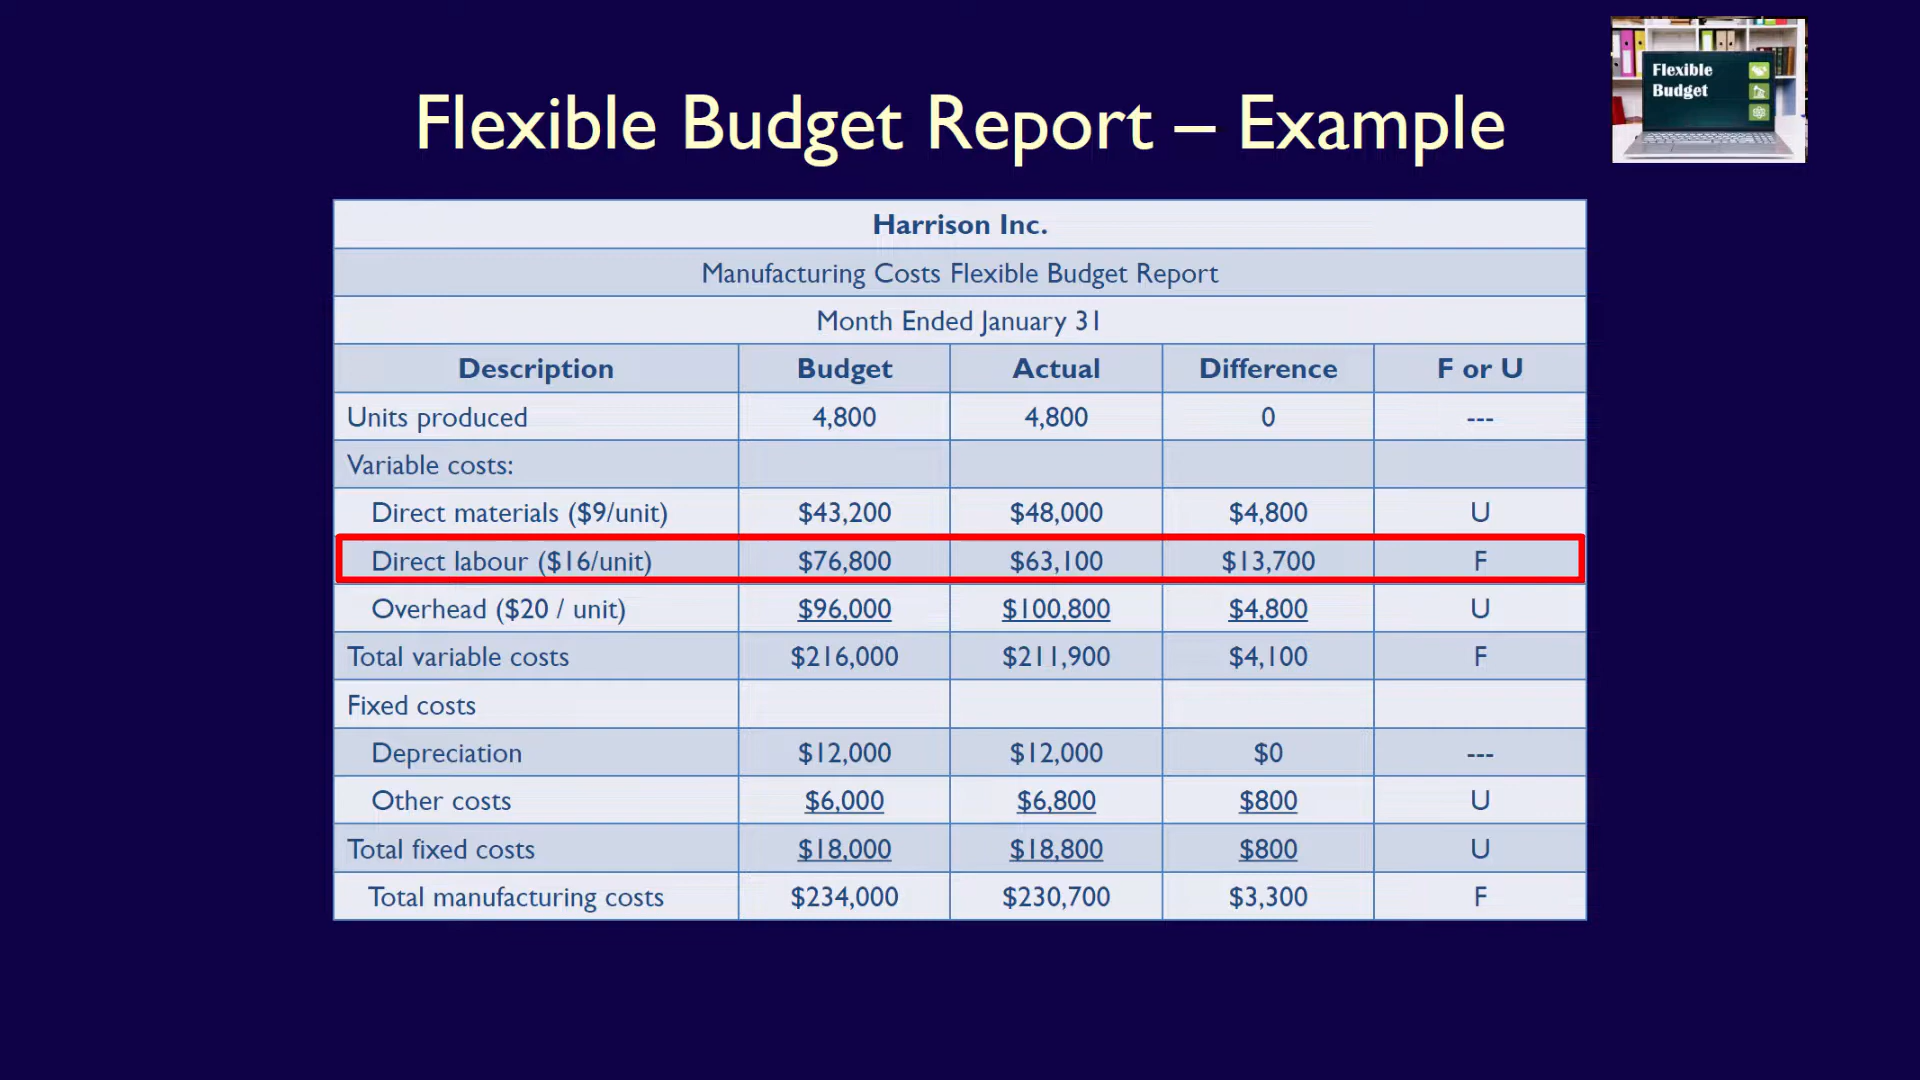 Flexible
Budget
Flexible Budget Report – Example
Harrison Inc.
Manufacturing Costs Flexible Budget Report
Month Ended January 31
Description Budget Actual Difference F or U
Units produced 4,800 4,800 0 ---
Variable costs:
Direct materials ($9/unit) $43,200 $48,000 $4,800 U
Direct labour ($16/unit) $76,800 $63,100 $13,700 F
Overhead ($20 / unit) $96,000 $100,800 $4,800 U
Total variable costs $216,000 $211,900 $4,100 F
Fixed costs
Depreciation $12,000 $12,000 $0 ---
Other costs $6,000 $6,800 $800 U
Total fixed costs $18,000 $18,800 $800 U
Total manufacturing costs $234,000 $230,700 $3,300 F